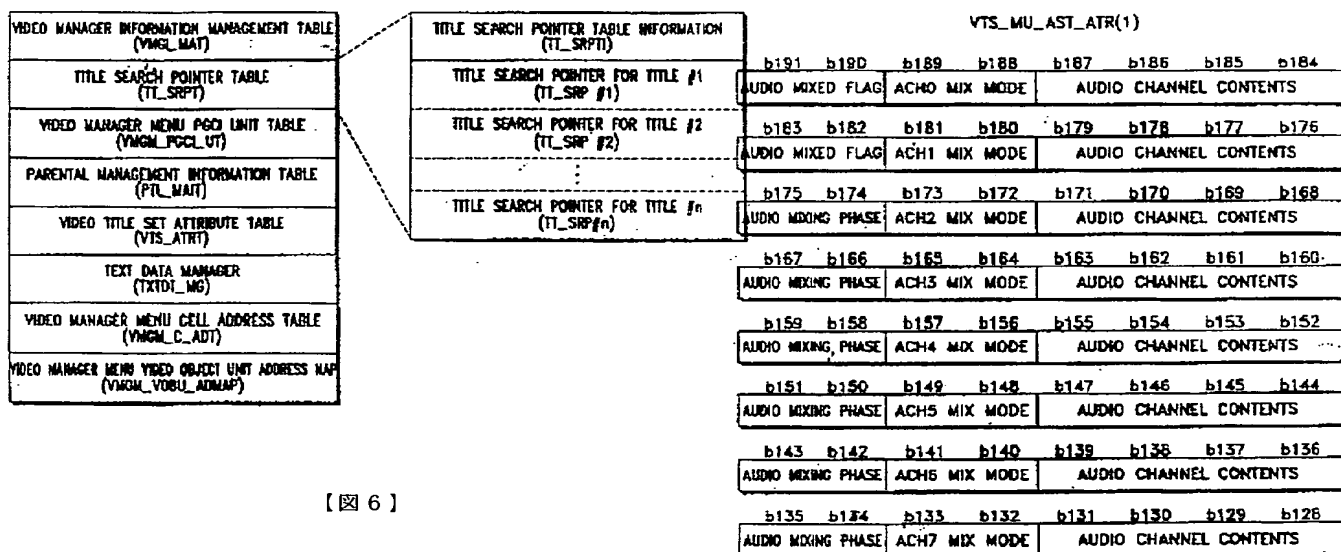 VIDEO MANAGER INFORMATION MANAGEMENT TABLE
(VMGI_MAT)
TITLE SEARCH POINTER TABLE
(TT_SRPT)
VIDEO MANAGER MENU PGCI UNIT TABLE
(VMGM_PGCI_UT)
PARENTAL MANAGEMENT INFORMATION TABLE
(PTL_MAIT)
VIDEO TITLE SET ATTRIBUTE TABLE
(VTS_ATRT)
TEXT DATA MANAGER
(TXTDT_MG)
VIDEO MANAGER MENU CELL ADDRESS TABLE
(VMGM_C_ADT)
VIDEO MANAGER MENU VIDEO OBJECT UNIT ADDRESS MAP
(VMGM_VOBU_ADMAP)
TITLE SEARCH POINTER TABLE INFORMATION
(TT_SRPTI)
TITLE SEARCH POINTER FOR TITLE #1
(TT_SRP #1)
TITLE SEARCH POINTER FOR TITLE #2
(TT_SRP #2)
TITLE SEARCH POINTER FOR TITLE #n
(TT_SRP#n)
【図 6】
VTS_MU_AST_ATR(1)
b191 b190 b189 b188 b187 b186 b185 b184
AUDIO MIXED FLAG ACH0 MIX MODE AUDIO CHANNEL CONTENTS
b183 b182 b181 b180 b179 b178 b177 b176
AUDIO MIXED FLAG ACH1 MIX MODE AUDIO CHANNEL CONTENTS
b175 b174 b173 b172 b171 b170 b169 b168
AUDIO MIXING PHASE ACH2 MIX MODE AUDIO CHANNEL CONTENTS
b167 b166 b165 b164 b163 b162 b161 b160
AUDIO MIXING PHASE ACH3 MIX MODE AUDIO CHANNEL CONTENTS
b159 b158 b157 b156 b155 b154 b153 b152
AUDIO MIXING PHASE ACH4 MIX MODE AUDIO CHANNEL CONTENTS
b151 b150 b149 b148 b147 b146 b145 b144
AUDIO MIXING PHASE ACH5 MIX MODE AUDIO CHANNEL CONTENTS
b143 b142 b141 b140 b139 b138 b137 b136
AUDIO MIXING PHASE ACH6 MIX MODE AUDIO CHANNEL CONTENTS
b135 b134 b133 b132 b131 b130 b129 b128
AUDIO MIXING PHASE ACH7 MIX MODE AUDIO CHANNEL CONTENTS